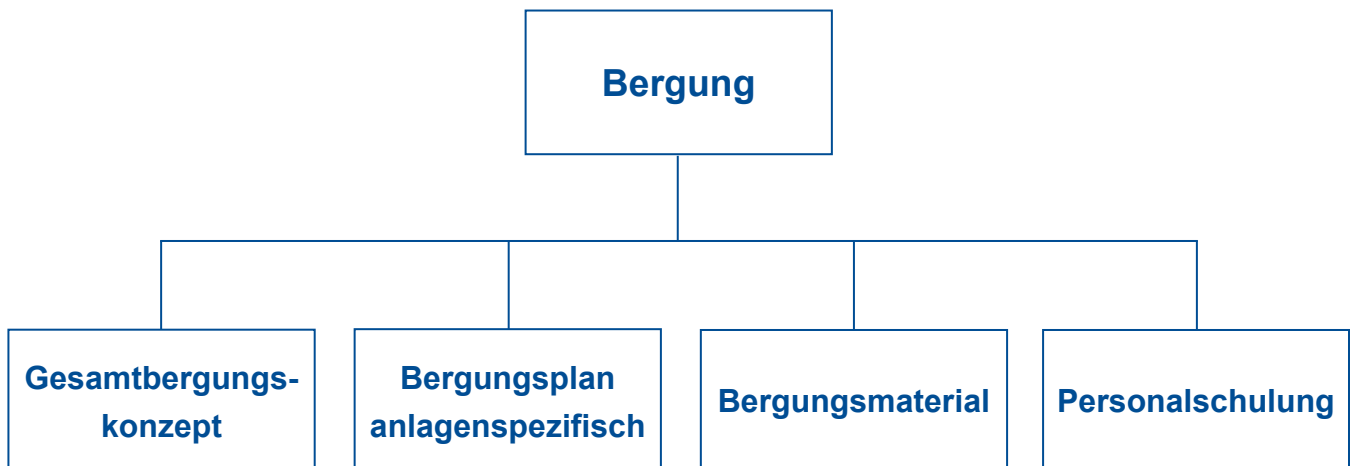 Bergung
Gesamtbergungs-
konzept
Bergungsplan
anlagenspezifisch
Bergungsmaterial
Personalschulung